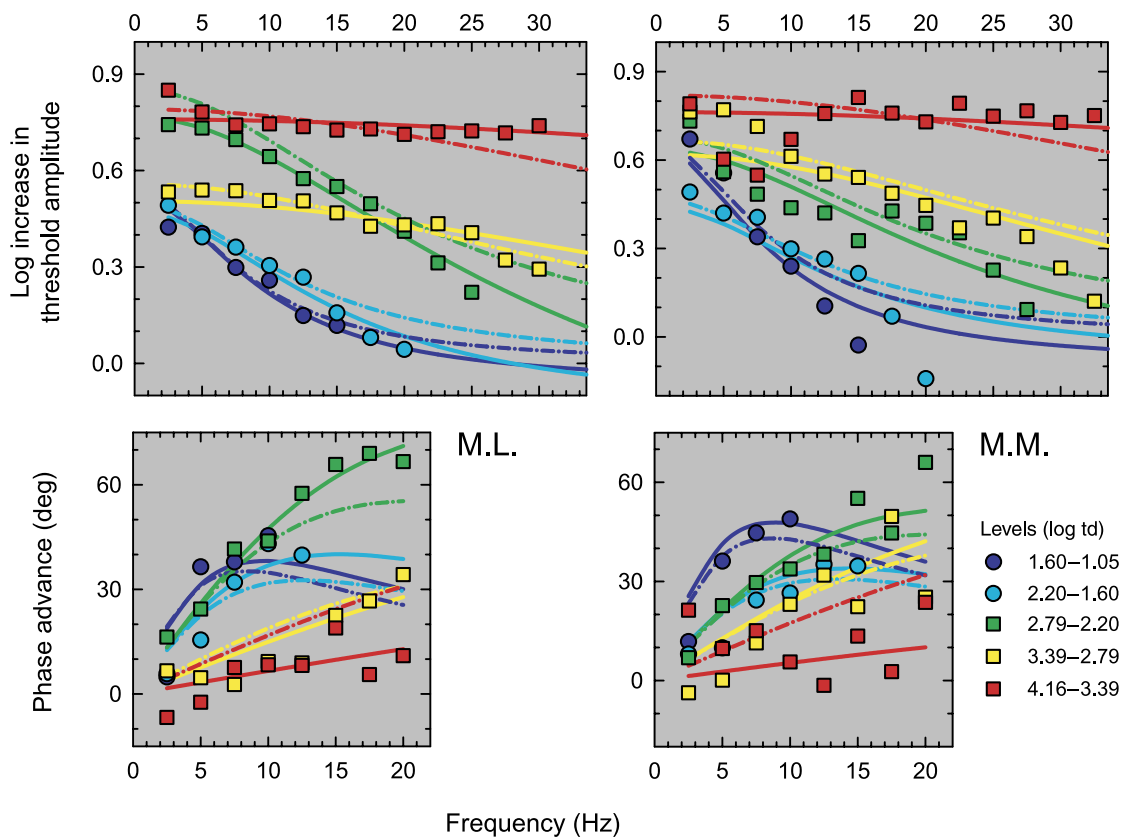 0 5 10 15 20 25 30 0 5 10 15 20 25 30
0.9 0.9
0.6 0.6
0.3 0.3
0.0 0.0
Log increase in
threshold amplitude
M.L. M.M.
60 60
30 30
0 0
Phase advance (deg)
0 5 10 15 20 0 5 10 15 20
Frequency (Hz)
Levels (log td)
1.60–1.05
2.20–1.60
2.79–2.20
3.39–2.79
4.16–3.39